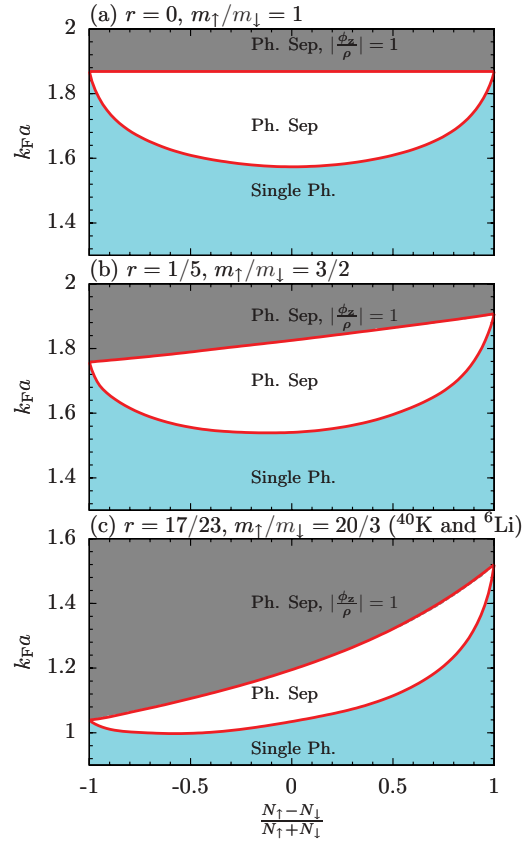 (a) r = 0, m↑/m↓ = 1
2
Ph. Sep, |ϕz/ρ| = 1
1.8
kFa
Ph. Sep
1.6
Single Ph.
1.4
(b) r = 1/5, m↑/m↓ = 3/2
2
Ph. Sep, |ϕz/ρ| = 1
1.8
kFa
Ph. Sep
1.6
Single Ph.
1.4
(c) r = 17/23, m↑/m↓ = 20/3 (⁴⁰K and ⁶Li)
1.6
Ph. Sep, |ϕz/ρ| = 1
1.4
kFa
1.2
Ph. Sep
1
Single Ph.
-1 -0.5 0 0.5 1
N↑−N↓
N↑+N↓